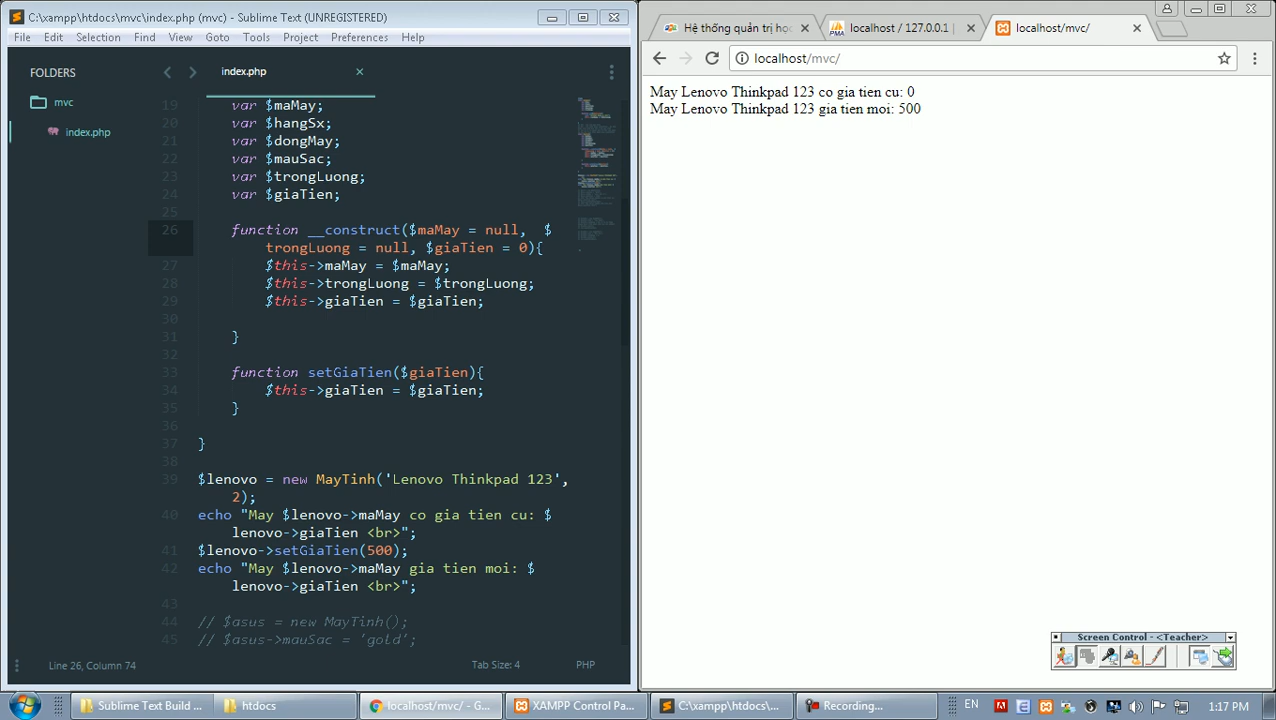 C:\xampp\htdocs\mvc\index.php (mvc) - Sublime Text (UNREGISTERED)
File Edit Selection Find View Goto Tools Project Preferences Help
FOLDERS
mvc
index.php
index.php
19 var $maMay;
20 var $hangSx;
21 var $dongMay;
22 var $mauSac;
23 var $trongLuong;
24 var $giaTien;
25
26 function __construct($maMay = null, $
trongLuong = null, $giaTien = 0){
27 $this->maMay = $maMay;
28 $this->trongLuong = $trongLuong;
29 $this->giaTien = $giaTien;
30
31 }
32
33 function setGiaTien($giaTien){
34 $this->giaTien = $giaTien;
35 }
36
37 }
38
39 $lenovo = new MayTinh('Lenovo Thinkpad 123',
2);
40 echo "May $lenovo->maMay co gia tien cu: $
lenovo->giaTien <br>";
41 $lenovo->setGiaTien(500);
42 echo "May $lenovo->maMay gia tien moi: $
lenovo->giaTien <br>";
43
44 // $asus = new MayTinh();
45 // $asus->mauSac = 'gold';
Line 26, Column 74
Tab Size: 4
PHP
Hệ thống quản trị học
localhost / 127.0.0.1 |
localhost/mvc/
localhost/mvc/
May Lenovo Thinkpad 123 co gia tien cu: 0
May Lenovo Thinkpad 123 gia tien moi: 500
Screen Control - <Teacher>
Sublime Text Build ...
htdocs
localhost/mvc/ - G...
XAMPP Control Pa...
C:\xampp\htdocs\...
Recording...
EN
1:17 PM